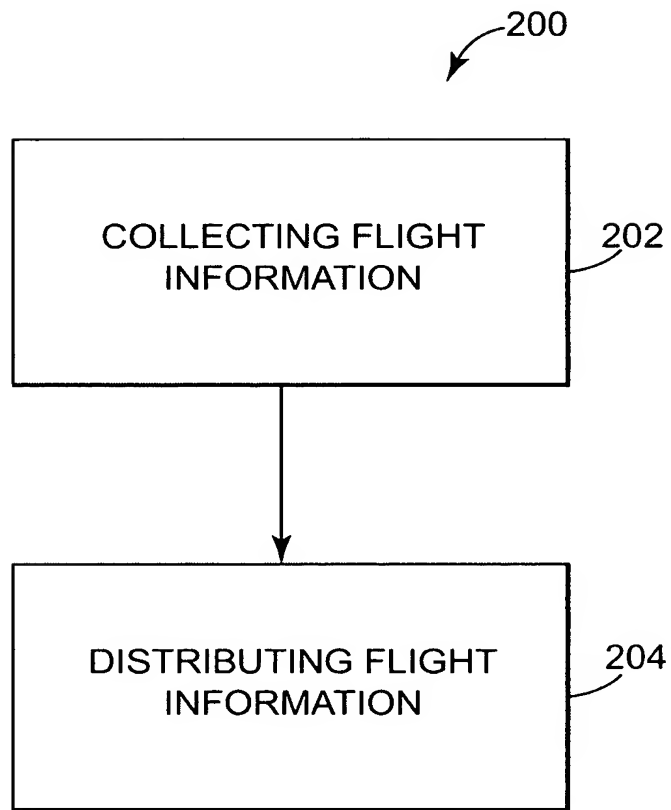 200
COLLECTING FLIGHT
INFORMATION
202
DISTRIBUTING FLIGHT
INFORMATION
204